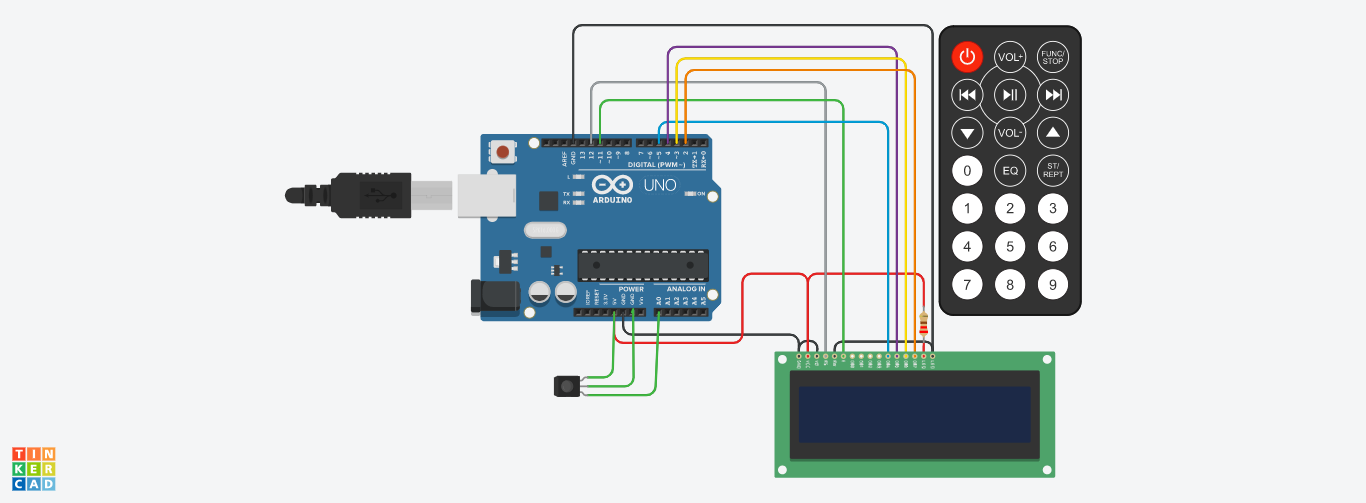 VOL+
FUNC/
STOP
VOL-
0
EQ
ST/
REPT
1
2
3
4
5
6
7
8
9
AREF
GND
13
12
~11
~10
~9
8
7
~6
~5
4
~3
2
TX→1
RX←0
DIGITAL (PWM~)
L
TX
RX
ARDUINO
UNO
ON
POWER
ANALOG IN
IOREF
RESET
3.3V
5V
GND
GND
Vin
A0
A1
A2
A3
A4
A5
TIN
KER
CAD